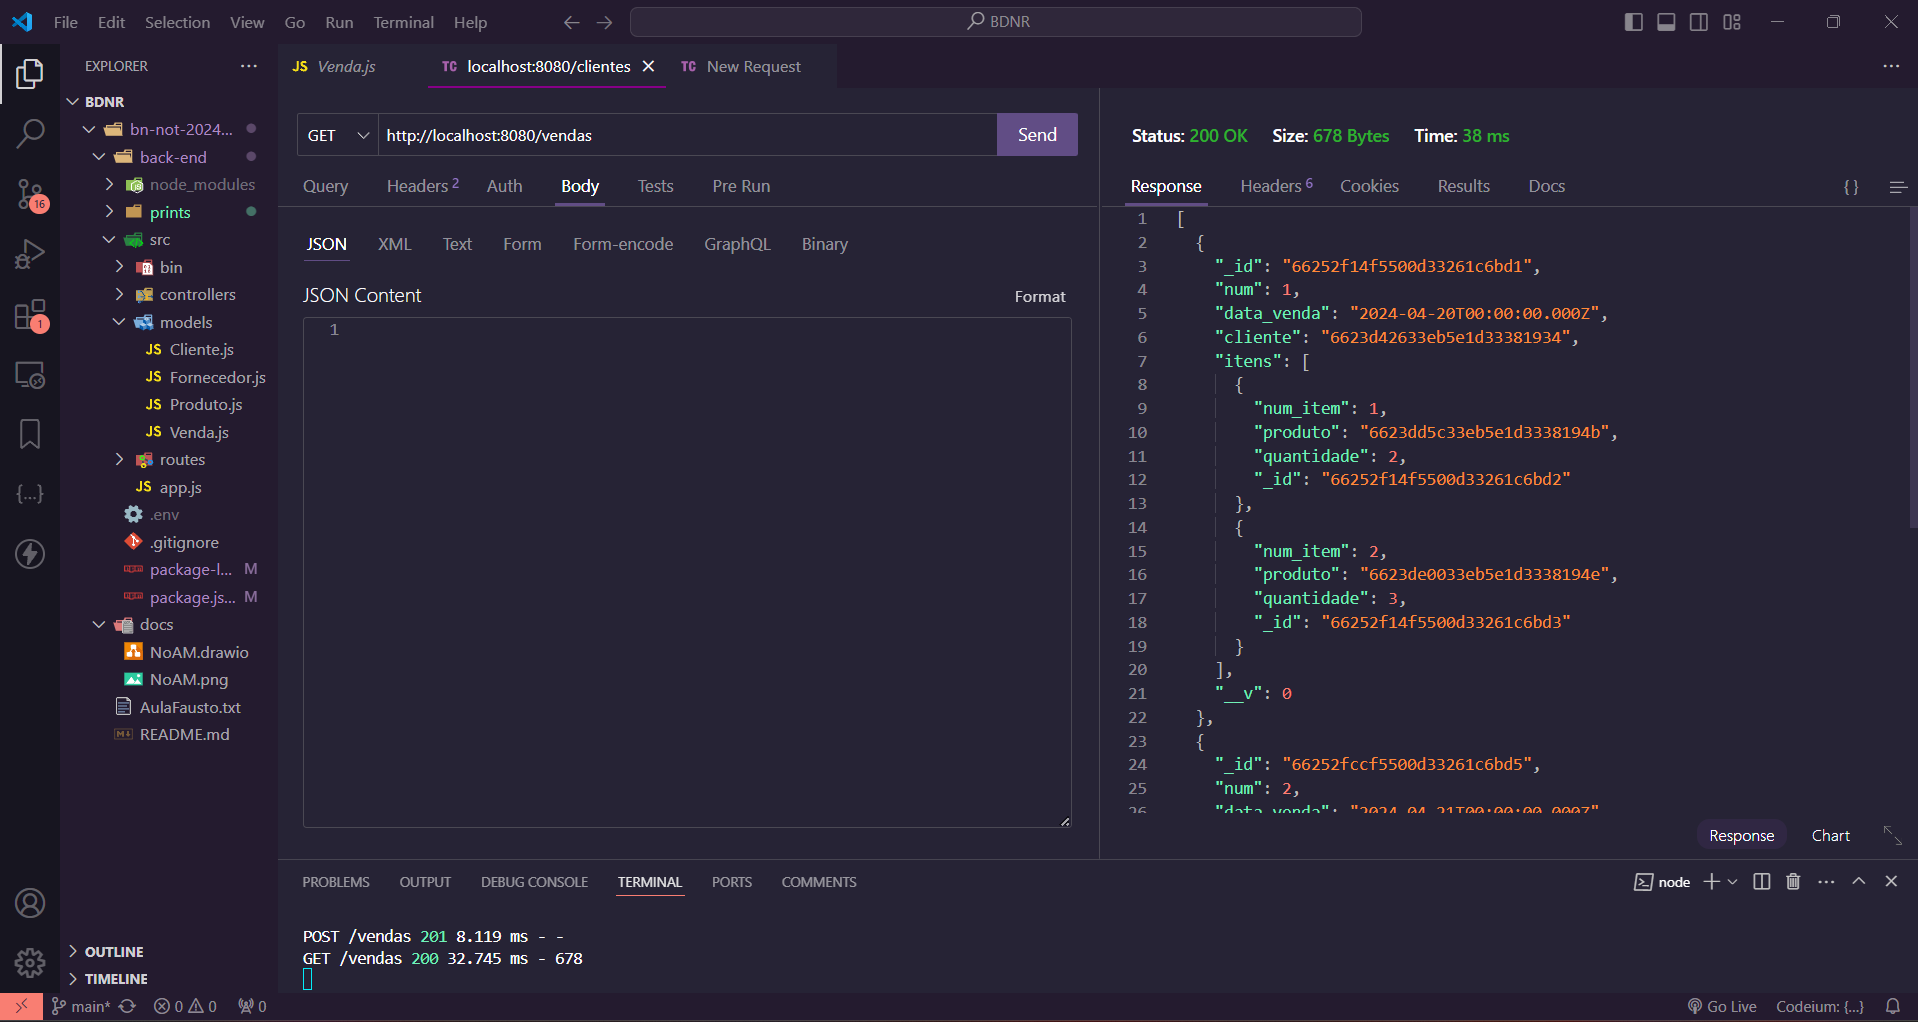 File Edit Selection View Go Run Terminal Help
BDNR
EXPLORER
BDNR
bn-not-2024...
back-end
node_modules
prints
src
bin
controllers
models
JS Cliente.js
JS Fornecedor.js
JS Produto.js
JS Venda.js
routes
JS app.js
.env
.gitignore
package-l... M
package.js... M
docs
NoAM.drawio
NoAM.png
AulaFausto.txt
README.md
OUTLINE
TIMELINE
16
1
JS Venda.js
TC localhost:8080/clientes
TC New Request
GET http://localhost:8080/vendas Send
Query Headers 2 Auth Body Tests Pre Run
JSON XML Text Form Form-encode GraphQL Binary
JSON Content Format
1
Status: 200 OK Size: 678 Bytes Time: 38 ms
Response Headers 6 Cookies Results Docs { }
1 [
2 {
3 "_id": "66252f14f5500d33261c6bd1",
4 "num": 1,
5 "data_venda": "2024-04-20T00:00:00.000Z",
6 "cliente": "6623d42633eb5e1d33381934",
7 "itens": [
8 {
9 "num_item": 1,
10 "produto": "6623dd5c33eb5e1d3338194b",
11 "quantidade": 2,
12 "_id": "66252f14f5500d33261c6bd2"
13 },
14 {
15 "num_item": 2,
16 "produto": "6623de0033eb5e1d3338194e",
17 "quantidade": 3,
18 "_id": "66252f14f5500d33261c6bd3"
19 }
20 ],
21 "__v": 0
22 },
23 {
24 "_id": "66252fccf5500d33261c6bd5",
25 "num": 2,
26 "data_venda": "2024-04-21T00:00:00.000Z"
Response Chart
PROBLEMS OUTPUT DEBUG CONSOLE TERMINAL PORTS COMMENTS
node
POST /vendas 201 8.119 ms - -
GET /vendas 200 32.745 ms - 678
main* 0 0 0
Go Live Codeium: {...}